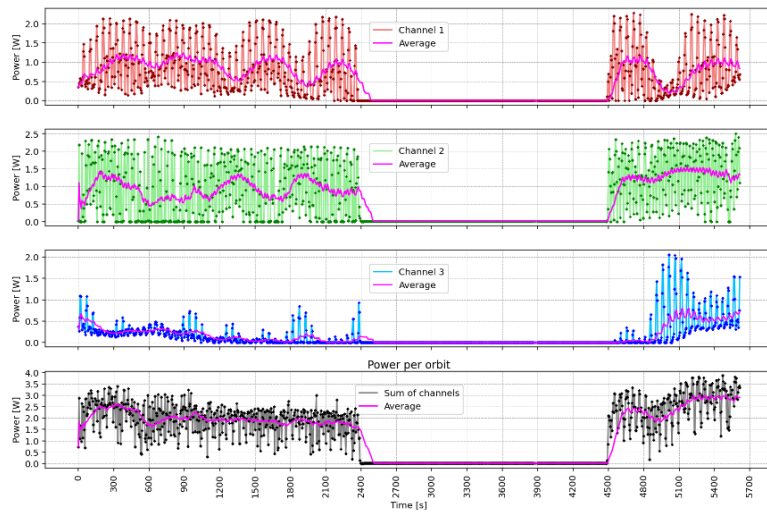 2.0
1.5
1.0
0.5
0.0
Power [W]
Channel 1
Average
2.5
2.0
1.5
1.0
0.5
0.0
Power [W]
Channel 2
Average
2.0
1.5
1.0
0.5
0.0
Power [W]
Channel 3
Average
Power per orbit
4.0
3.5
3.0
2.5
2.0
1.5
1.0
0.5
0.0
Power [W]
Sum of channels
Average
0 300 600 900 1200 1500 1800 2100 2400 2700 3000 3300 3600 3900 4200 4500 4800 5100 5400 5700
Time [s]